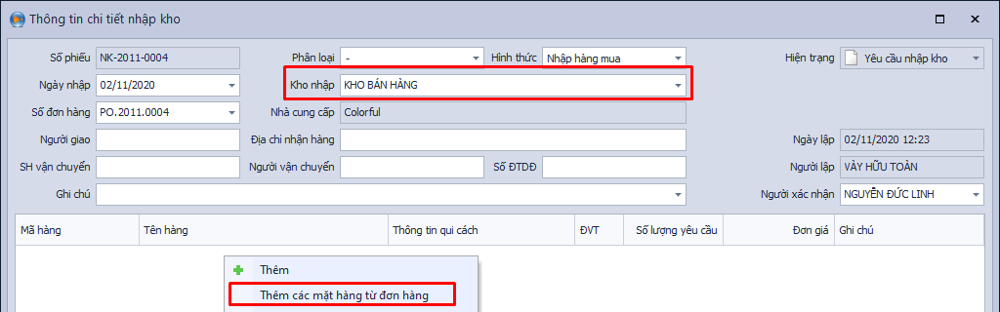 Thông tin chi tiết nhập kho
Số phiếu NK-2011-0004 Phân loại - Hình thức Nhập hàng mua Hiện trạng Yêu cầu nhập kho
Ngày nhập 02/11/2020 Kho nhập KHO BÁN HÀNG
Số đơn hàng PO.2011.0004 Nhà cung cấp Colorful
Người giao Địa chỉ nhận hàng Ngày lập 02/11/2020 12:23
SH vận chuyển Người vận chuyển Số ĐTDĐ Người lập VÀY HỮU TOÀN
Ghi chú Người xác nhận NGUYỄN ĐỨC LINH
Mã hàng Tên hàng Thông tin qui cách ĐVT Số lượng yêu cầu Đơn giá Ghi chú
Thêm
Thêm các mặt hàng từ đơn hàng